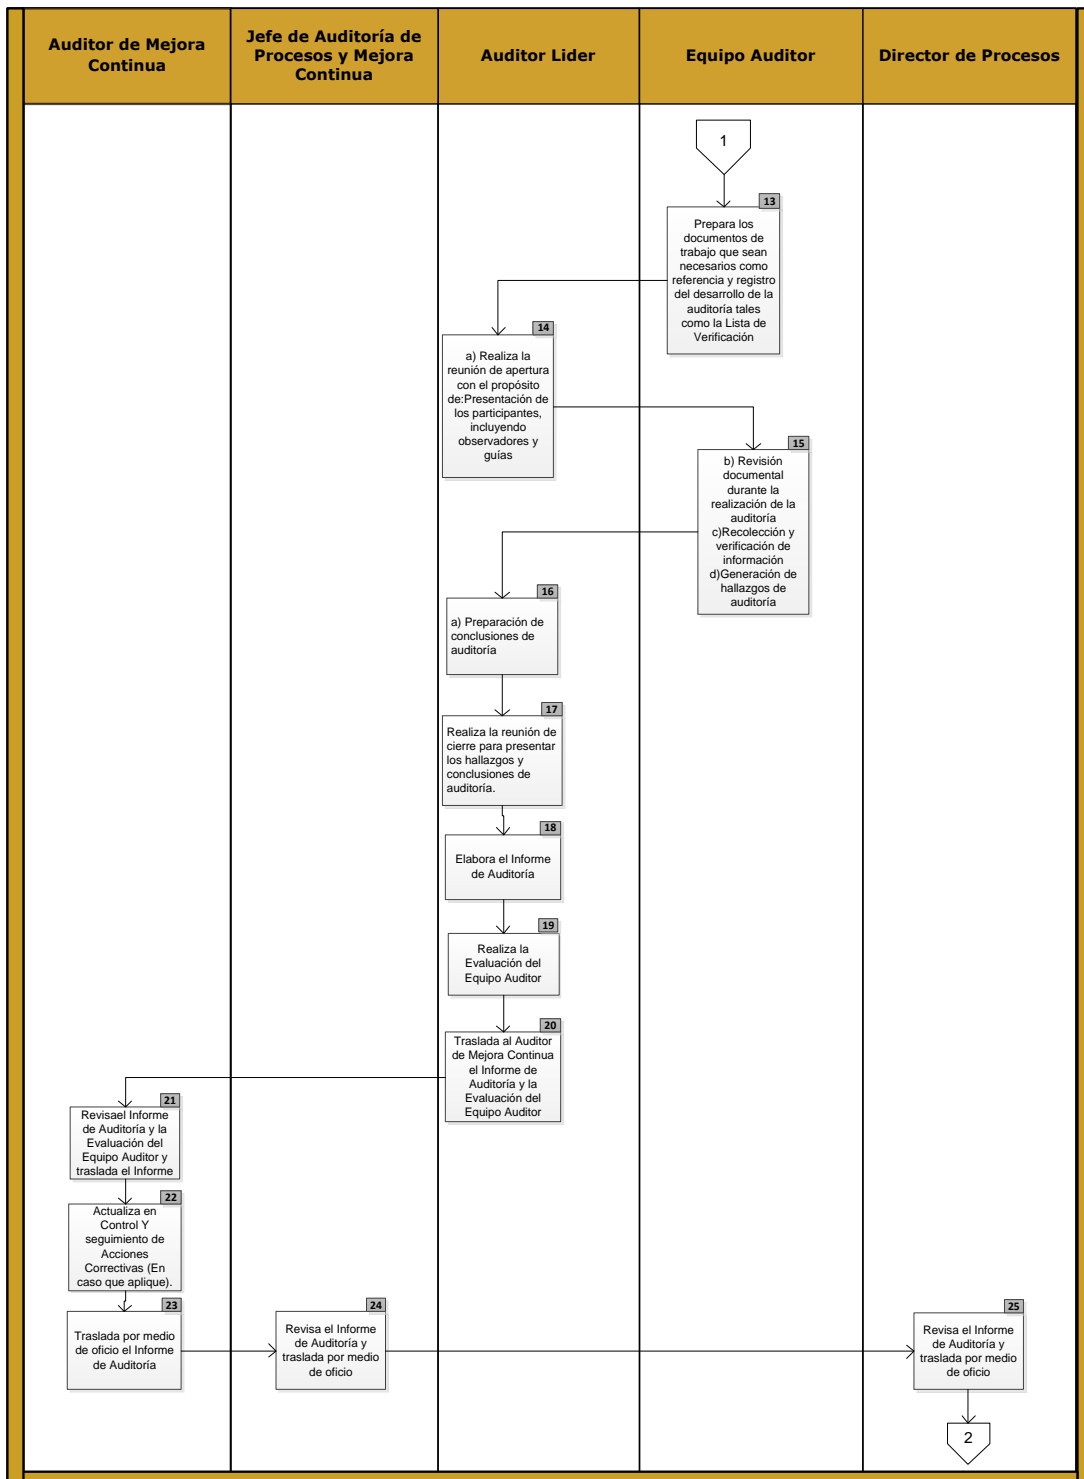 Auditor de Mejora
Continua
Jefe de Auditoría de
Procesos y Mejora
Continua
Auditor Lider
Equipo Auditor
Director de Procesos
1
13
Prepara los
documentos de
trabajo que sean
necesarios como
referencia y registro
del desarrollo de la
auditoría tales
como la Lista de
Verificación
14
a) Realiza la
reunión de apertura
con el propósito
de:Presentación de
los participantes,
incluyendo
observadores y
guías
15
b) Revisión
documental
durante la
realización de la
auditoría
c)Recolección y
verificación de
información
d)Generación de
hallazgos de
auditoría
16
a) Preparación de
conclusiones de
auditoría
17
Realiza la reunión de
cierre para presentar
los hallazgos y
conclusiones de
auditoría.
18
Elabora el Informe
de Auditoría
19
Realiza la
Evaluación del
Equipo Auditor
20
Traslada al Auditor
de Mejora Continua
el Informe de
Auditoría y la
Evaluación del
Equipo Auditor
21
Revisael Informe
de Auditoría y la
Evaluación del
Equipo Auditor y
traslada el Informe
22
Actualiza en
Control Y
seguimiento de
Acciones
Correctivas (En
caso que aplique).
23
Traslada por medio
de oficio el Informe
de Auditoría
24
Revisa el Informe
de Auditoría y
traslada por medio
de oficio
25
Revisa el Informe
de Auditoría y
traslada por medio
de oficio
2